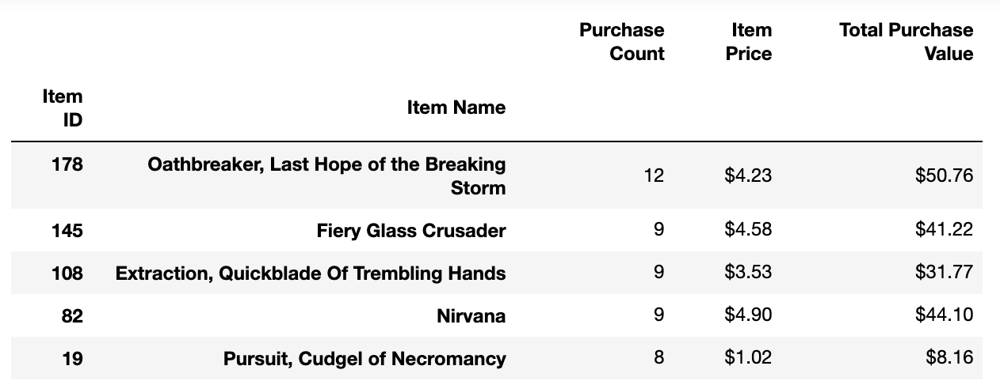 Purchase Count Item Price Total Purchase Value
Item ID Item Name
178 Oathbreaker, Last Hope of the Breaking Storm 12 $4.23 $50.76
145 Fiery Glass Crusader 9 $4.58 $41.22
108 Extraction, Quickblade Of Trembling Hands 9 $3.53 $31.77
82 Nirvana 9 $4.90 $44.10
19 Pursuit, Cudgel of Necromancy 8 $1.02 $8.16